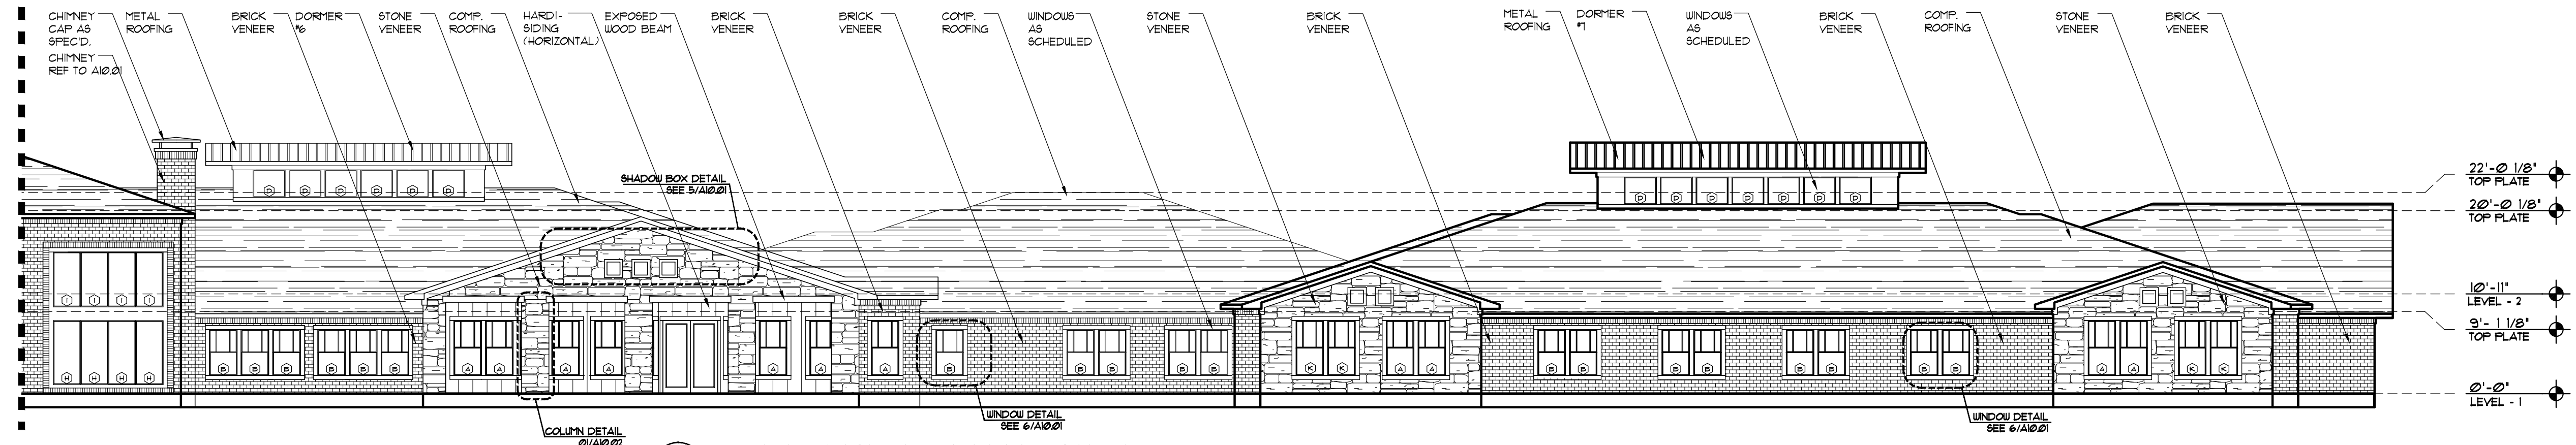 CHIMNEY
CAP AS
SPEC'D.
CHIMNEY
REF TO A10.01
METAL
ROOFING
BRICK
VENEER
DORMER
#6
STONE
VENEER
COMP.
ROOFING
HARDI-
SIDING
(HORIZONTAL)
EXPOSED
WOOD BEAM
BRICK
VENEER
BRICK
VENEER
COMP.
ROOFING
WINDOWS
AS
SCHEDULED
STONE
VENEER
BRICK
VENEER
METAL
ROOFING
DORMER
#7
WINDOWS
AS
SCHEDULED
BRICK
VENEER
COMP.
ROOFING
STONE
VENEER
BRICK
VENEER
22'-0 1/8"
TOP PLATE
20'-0 1/8"
TOP PLATE
10'-11"
LEVEL - 2
9'- 1 1/8"
TOP PLATE
0'-0"
LEVEL - 1
SHADOW BOX DETAIL
SEE 5/A10.01
D D D D D D
D D D D D D D
I I I I
H H H H
B B B B B B B
A A A A A A A
B B B B B
K K A A
B B B B B B B B
A A K K
COLUMN DETAIL
01/A10.02
WINDOW DETAIL
SEE 6/A10.01
WINDOW DETAIL
SEE 6/A10.01